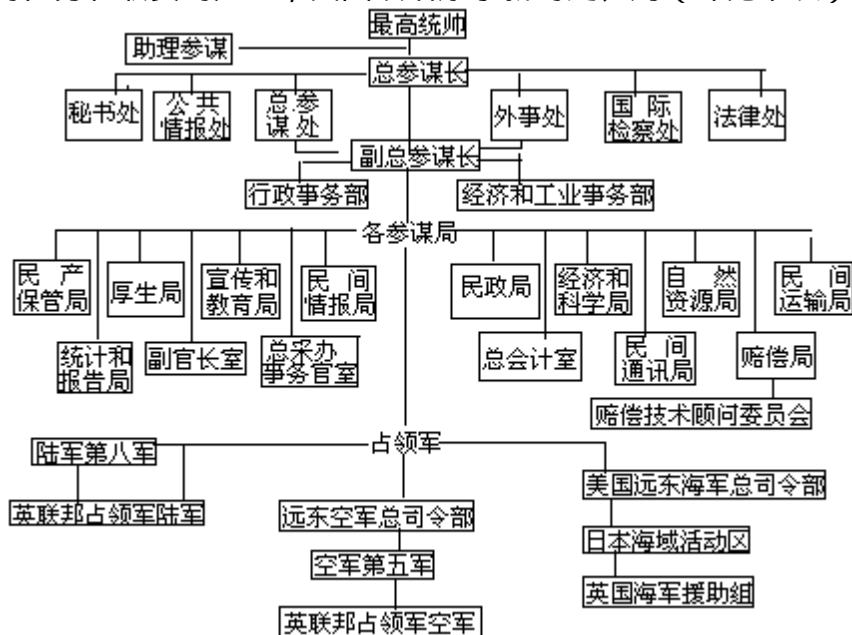 最高统帅
助理参谋
总参谋长
秘书处
公共
情报处
总参
谋处
外事处
国际
检察处
法律处
副总参谋长
行政事务部
经济和工业事务部
各参谋局
民产
保管局
厚生局
宣传和
教育局
民间
情报局
民政局
经济和
科学局
自然
资源局
民间
运输局
统计和
报告局
副官长室
总采办
事务官室
总会计室
民间
通讯局
赔偿局
赔偿技术顾问委员会
占领军
陆军第八军
英联邦占领军陆军
远东空军总司令部
空军第五军
英联邦占领军空军
美国远东海军总司令部
日本海域活动区
英国海军援助组